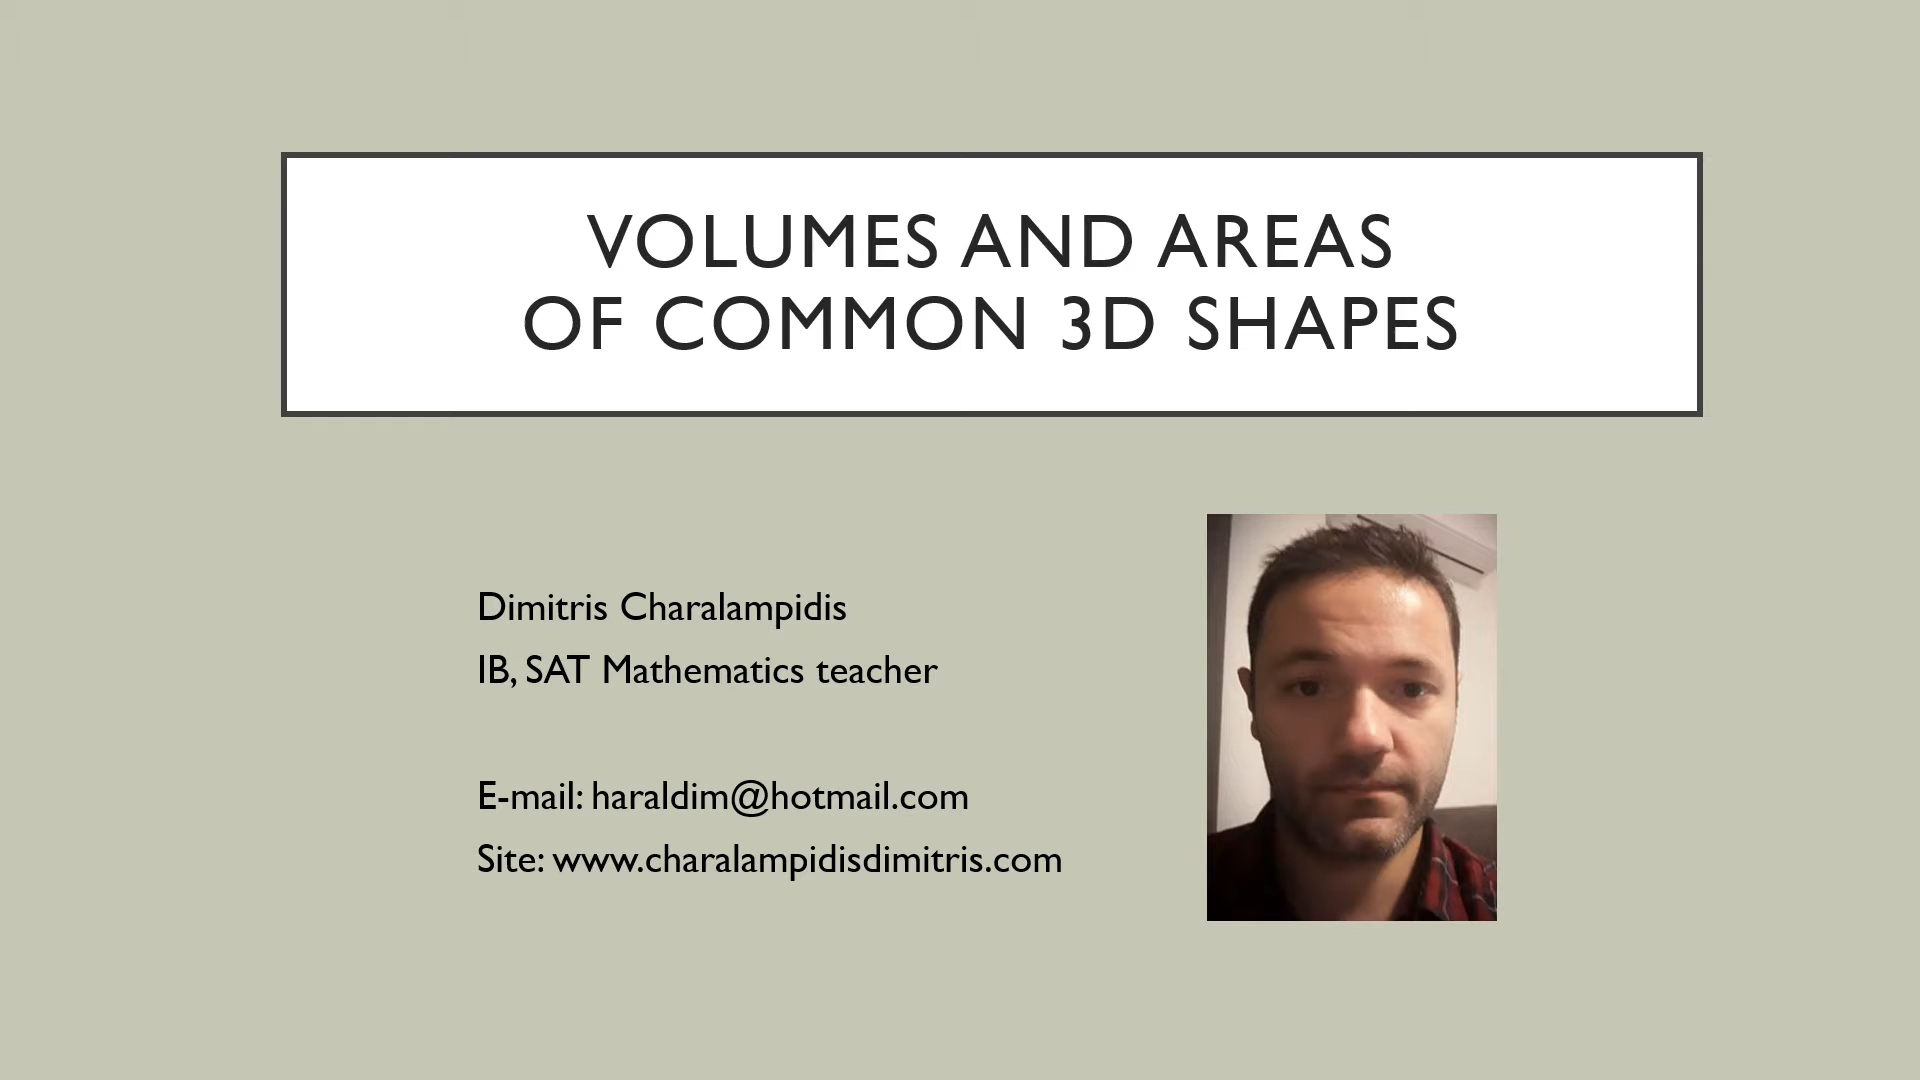 VOLUMES AND AREAS
OF COMMON 3D SHAPES
Dimitris Charalampidis
IB, SAT Mathematics teacher
E-mail: haraldim@hotmail.com
Site: www.charalampidisdimitris.com